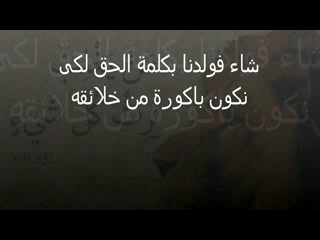 شاء فولدنا بكلمة الحق لكى
نكون باكورة من خلائقه